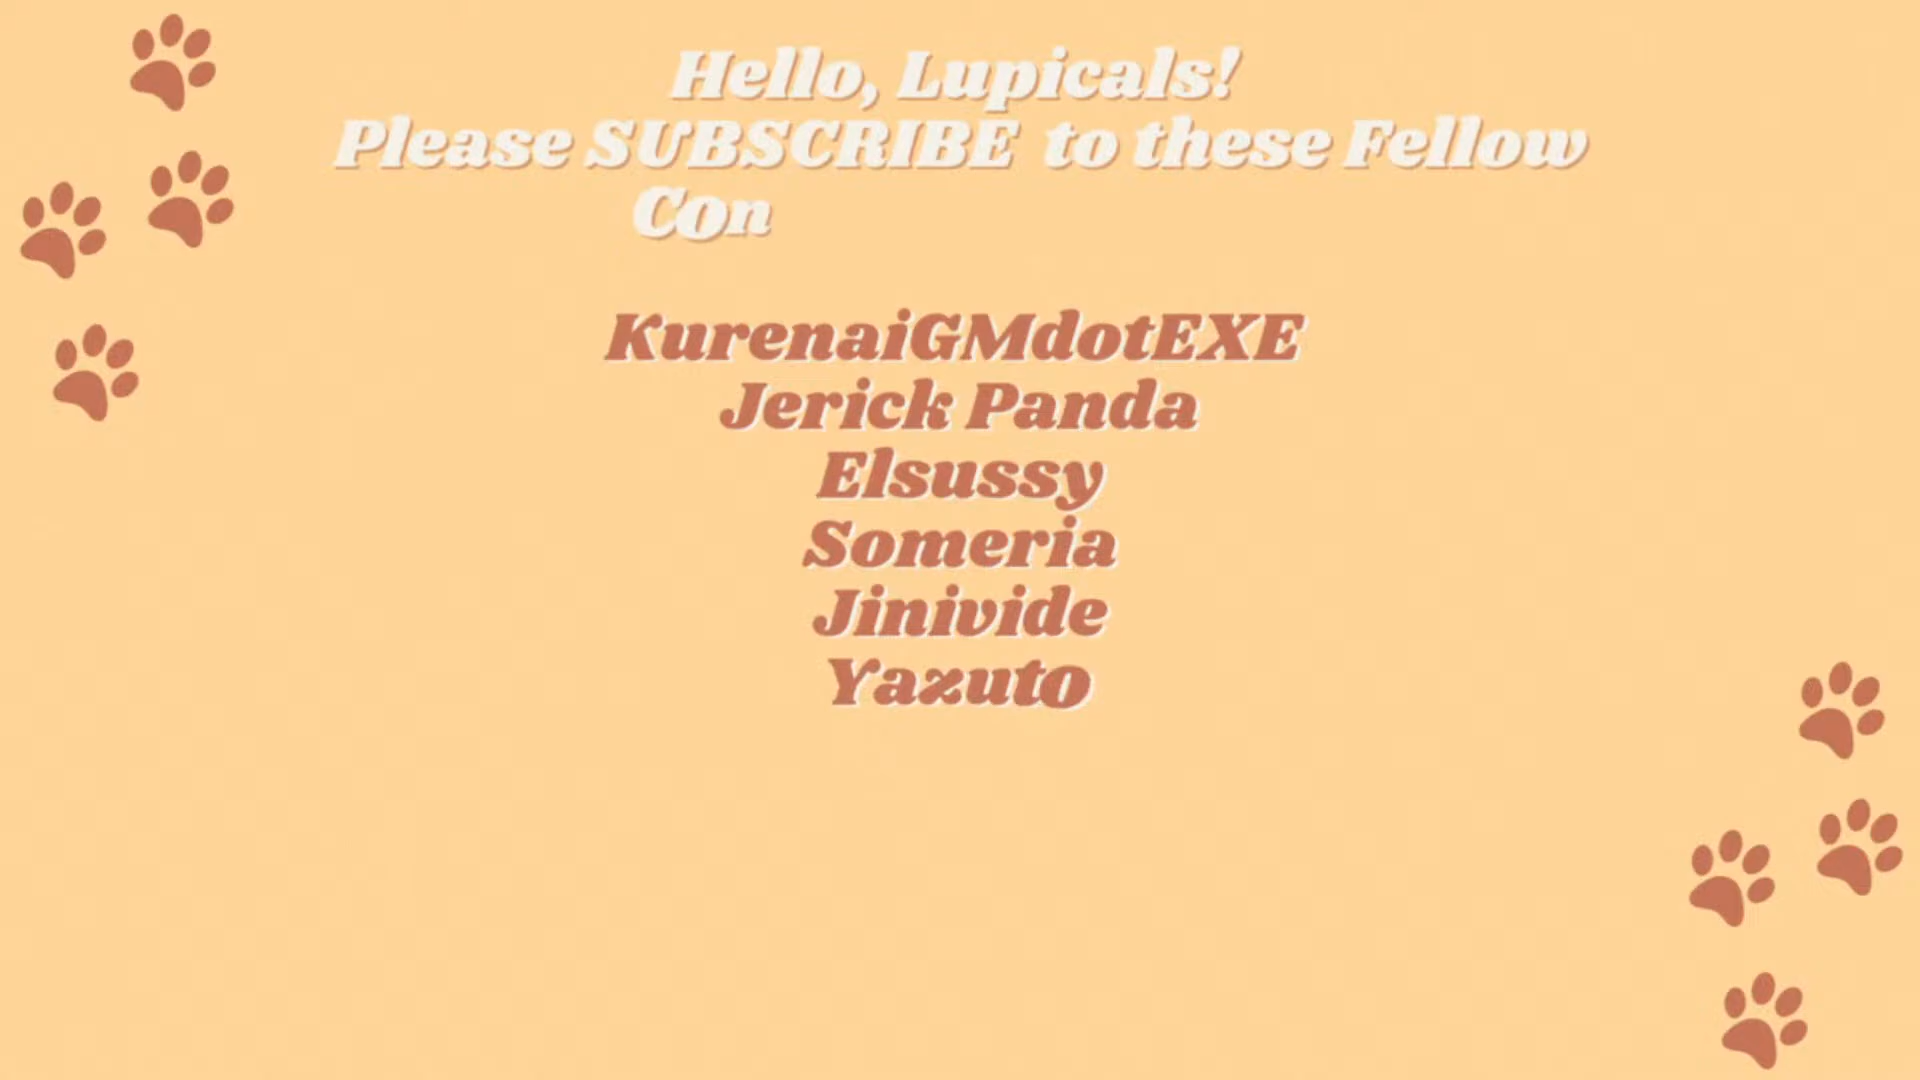 Hello, Lupicals!
Please SUBSCRIBE to these Fellow
Con
KurenaiGMdotEXE
Jerick Panda
Elsussy
Someria
Jinivide
Yazuto